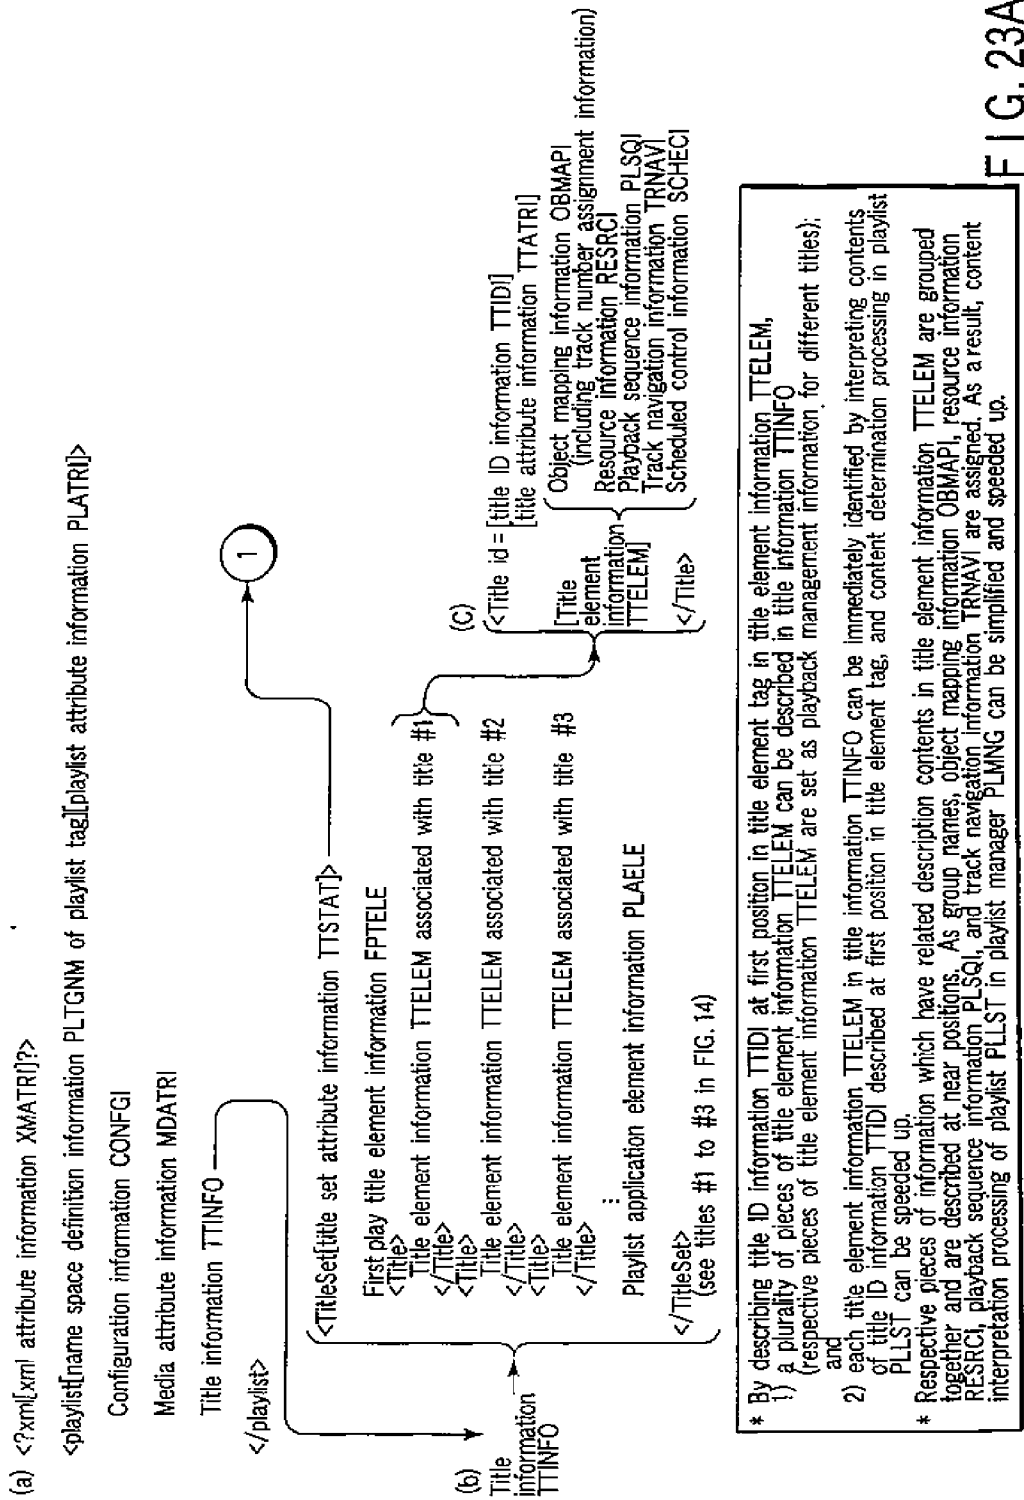 (a) <?xml[xml attribute information XMATRI]?>
<playlist[name space definition information PLTGNM of playlist tag][playlist attribute information PLATRI]>
Configuration information CONFGI
Media attribute information MDATRI
Title information TTINFO
</playlist>
(b)
Title
information
TTINFO
<TitleSet[title set attribute information TTSTAT]>
1
First play title element information FPTELE
<Title>
Title element information TTELEM associated with title #1
</Title>
<Title>
Title element information TTELEM associated with title #2
</Title>
<Title>
Title element information TTELEM associated with title #3
</Title>
⋮
Playlist application element information PLAELE
</TitleSet>
(see titles #1 to #3 in FIG. 14)
(c)
<Title id = [title ID information TTIDI]
[title attribute information TTATRI]
[Title
element
information
TTELEM]
Object mapping information OBMAPI
(including track number assignment information)
Resource information RESRCI
Playback sequence information PLSQI
Track navigation information TRNAVI
Scheduled control information SCHECI
</Title>
* By describing title ID information TTIDI at first position in title element tag in title element information TTELEM,
1) a plurality of pieces of title element information TTELEM can be described in title information TTINFO
(respective pieces of title element information TTELEM are set as playback management information for different titles);
and
2) each title element information TTELEM in title information TTINFO can be immediately identified by interpreting contents
of title ID information TTIDI described at first position in title element tag, and content determination processing in playlist
PLLST can be speeded up.
* Respective pieces of information which have related description contents in title element information TTELEM are grouped
together and are described at near positions. As group names, object mapping information OBMAPI, resource information
RESRCI, playback sequence information PLSQI, and track navigation information TRNAVI are assigned. As a result, content
interpretation processing of playlist PLLST in playlist manager PLMNG can be simplified and speeded up.
FIG. 23A